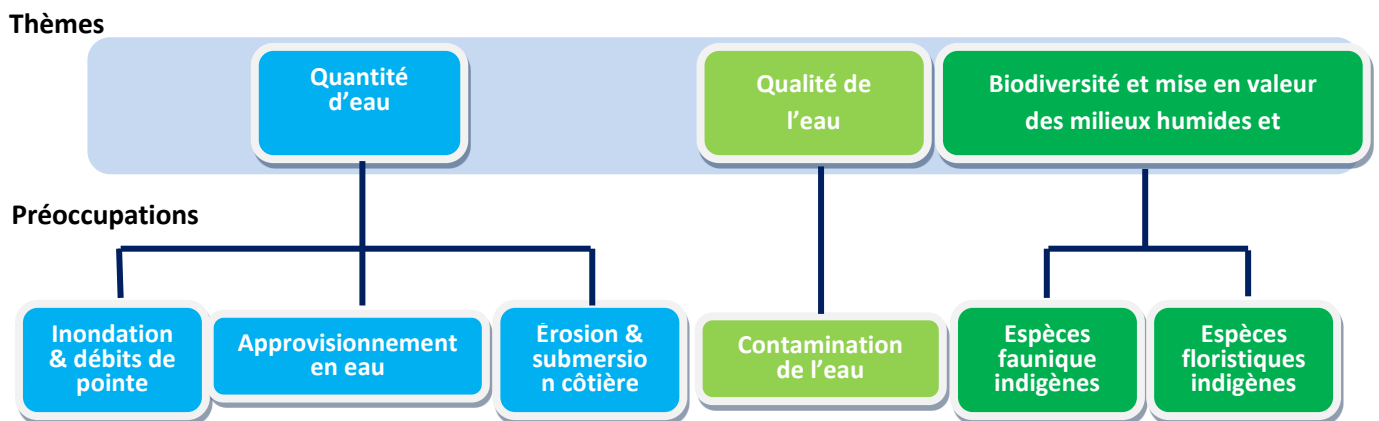 Thèmes
Quantité
d’eau
Qualité de
l’eau
Biodiversité et mise en valeur
des milieux humides et
Préoccupations
Inondation
& débits de
pointe
Approvisionnement
en eau
Érosion &
submersio
n côtière
Contamination
de l’eau
Espèces
faunique
indigènes
Espèces
floristiques
indigènes